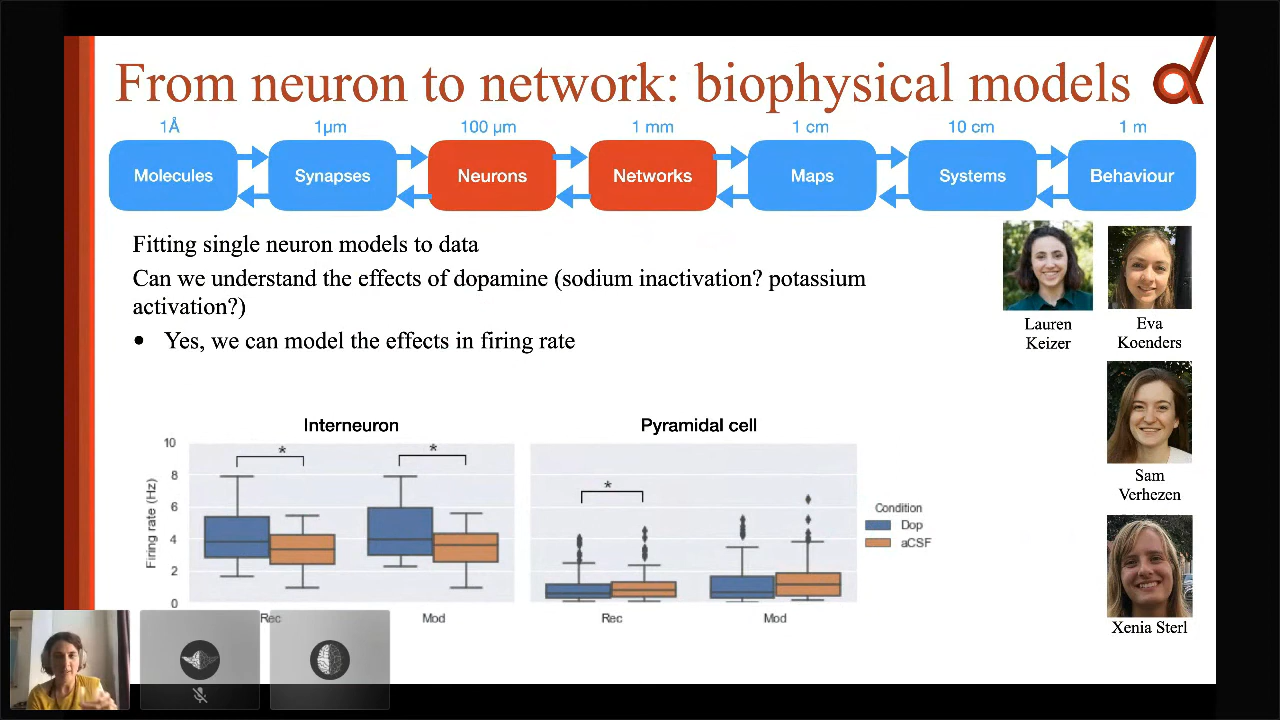 From neuron to network: biophysical models
1Å 1μm 100 μm 1 mm 1 cm 10 cm 1 m
Molecules Synapses Neurons Networks Maps Systems Behaviour
Fitting single neuron models to data
Can we understand the effects of dopamine (sodium inactivation? potassium
activation?)
• Yes, we can model the effects in firing rate
Lauren
Keizer
Eva
Koenders
Sam
Verhezen
Xenia Sterl
Interneuron
Pyramidal cell
Firing rate (Hz)
10
8
6
4
2
0
*
*
*
Rec Mod Rec Mod
Condition
Dop
aCSF